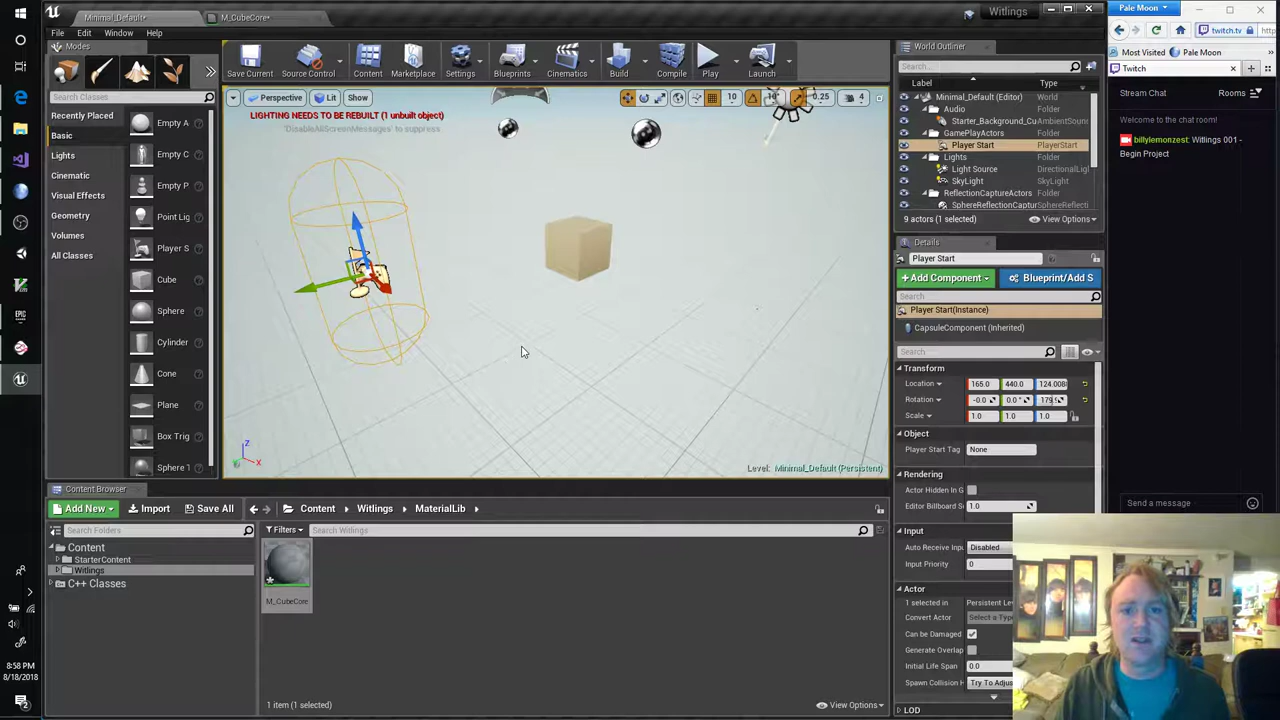 Minimal_Default*
M_CubeCore*
Witlings
File Edit Window Help
Modes
Search Classes
Recently Placed
Basic
Lights
Cinematic
Visual Effects
Geometry
Volumes
All Classes
Empty A
Empty C
Empty P
Point Lig
Player S
Cube
Sphere
Cylinder
Cone
Plane
Box Trig
Sphere 1
Save Current
Source Control
Content
Marketplace
Settings
Blueprints
Cinematics
Build
Compile
Play
Launch
Perspective Lit Show
10 10° 0.25 4
LIGHTING NEEDS TO BE REBUILT (1 unbuilt object)
'DisableAllScreenMessages' to suppress
Z
X
Level: Minimal_Default (Persistent)
World Outliner
Search...
Label Type
Minimal_Default (Editor) World
Audio Folder
Starter_Background_Cu AmbientSoun
GamePlayActors Folder
Player Start PlayerStart
Lights Folder
Light Source DirectionalLig
SkyLight SkyLight
ReflectionCaptureActors Folder
SphereReflectionCaptur SphereReflecti
9 actors (1 selected) View Options
Details
Player Start
+Add Component Blueprint/Add S
Search
Player Start(Instance)
CapsuleComponent (Inherited)
Search
Transform
Location 165.0 440.0 124.008
Rotation -0.0 0.0°
Scale 1.0 1.0 1.0
Object
Player Start Tag None
Rendering
Actor Hidden In G
Editor Billboard S 1.0
Input
Auto Receive Inpu Disabled
Input Priority 0
Actor
1 selected in Persistent Le
Convert Actor Select a Typ
Can be Damaged
Generate Overlap
Initial Life Span 0.0
Spawn Collision H Try To Adjus
LOD
Content Browser
Add New Import Save All Content Witlings MaterialLib
Search Folders
Content
StarterContent
Witlings
C++ Classes
Filters Search Witlings
M_CubeCore
1 item (1 selected) View Options
Pale Moon
twitch.tv
Most Visited Pale Moon
Twitch
Stream Chat Rooms
Welcome to the chat room!
billylemonzest: Witlings 001 -
Begin Project
Send a message
EPIC
8:58 PM
8/18/2018
2